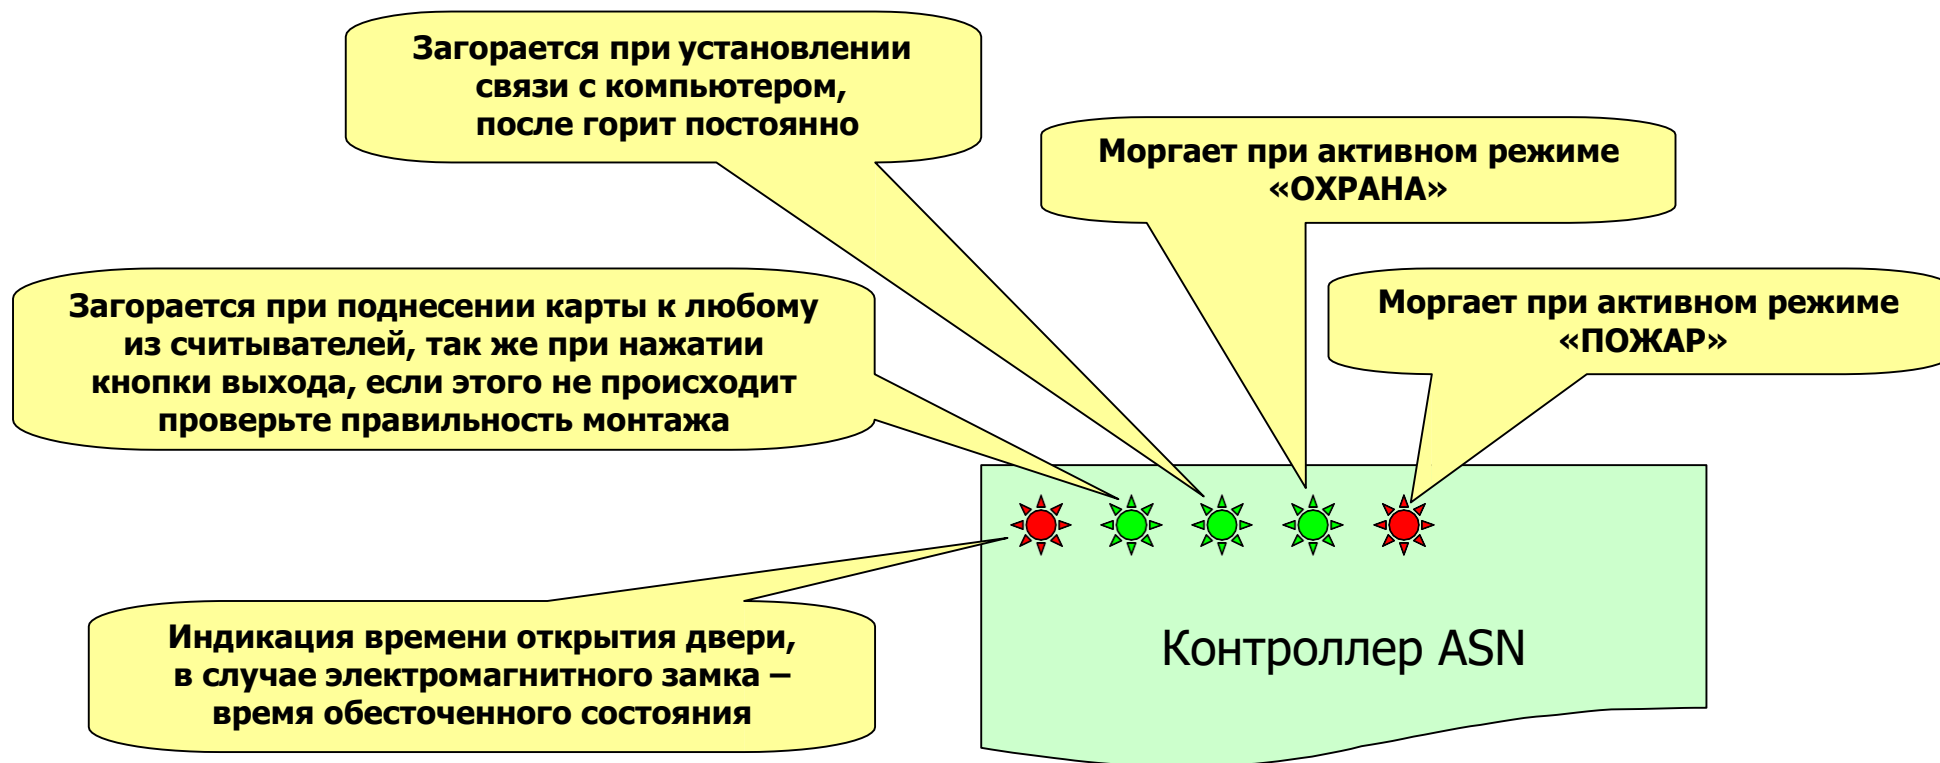 Загорается при установлении
связи с компьютером,
после горит постоянно
Моргает при активном режиме
«ОХРАНА»
Загорается при поднесении карты к любому
из считывателей, так же при нажатии
кнопки выхода, если этого не происходит
проверьте правильность монтажа
Моргает при активном режиме
«ПОЖАР»
Индикация времени открытия двери,
в случае электромагнитного замка –
время обесточенного состояния
Контроллер ASN